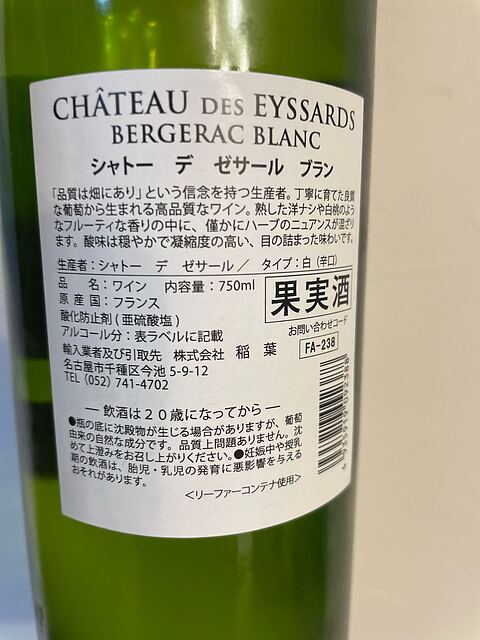 CHÂTEAU DES EYSSARDS
BERGERAC BLANC
シャトー デ ゼサール ブラン
「品質は畑にあり」という信念を持つ生産者。丁寧に育てた良質
な葡萄から生まれる高品質なワイン。熟した洋ナシや白桃のよ
うなフルーティな香りの中に、僅かにハーブのニュアンスが混ざり
ます。酸味は穏やかで凝縮度の高い、目の詰まった味わいです。
生産者：シャトー デ ゼサール／ タイプ：白（辛口）
品 名：ワイン 内容量：750ml
原産国：フランス
酸化防止剤（亜硫酸塩）
アルコール分：表ラベルに記載
果実酒
お問い合わせコード
FA-238
輸入業者及び引取先 株式会社 稲葉
名古屋市千種区今池 5-9-12
TEL（052）741-4702
― 飲酒は２０歳になってから ―
●瓶の底に沈殿物が生じる場合がありますが、葡萄
由来の自然な成分です。品質上問題ありません。沈
めて上澄みをお召し上がりください。●妊娠中や授乳
期の飲酒は、胎児・乳児の発育に悪影響を与える
おそれがあります。
＜リーファーコンテナ使用＞